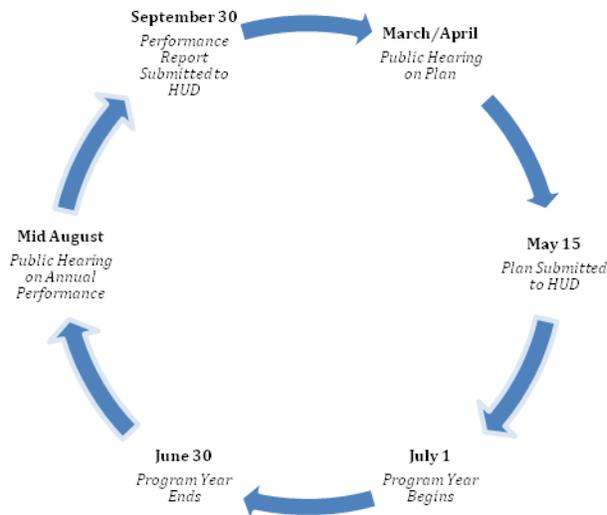 September 30
Performance
Report
Submitted to
HUD
March/April
Public Hearing
on Plan
May 15
Plan Submitted
to HUD
July 1
Program Year
Begins
June 30
Program Year
Ends
Mid August
Public Hearing
on Annual
Performance